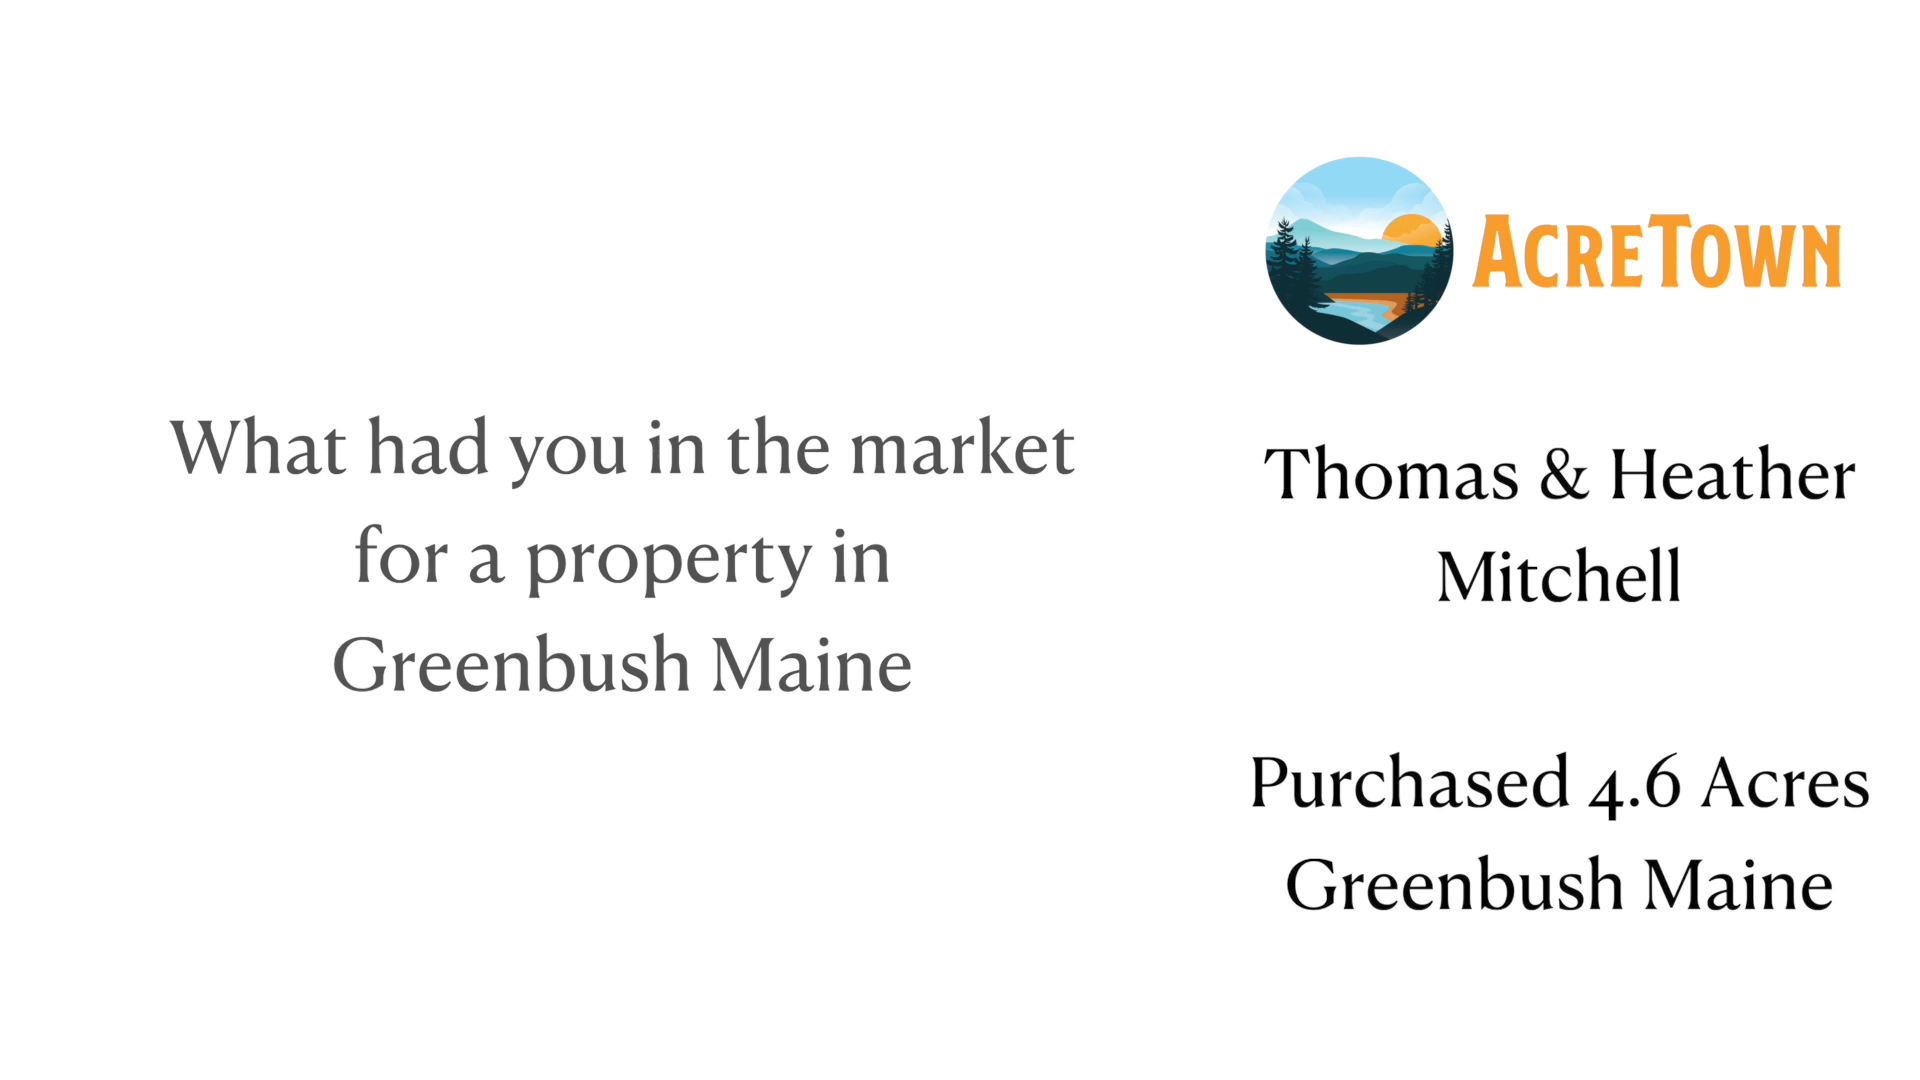 What had you in the market
for a property in
Greenbush Maine
AcreTown
Thomas & Heather
Mitchell
Purchased 4.6 Acres
Greenbush Maine